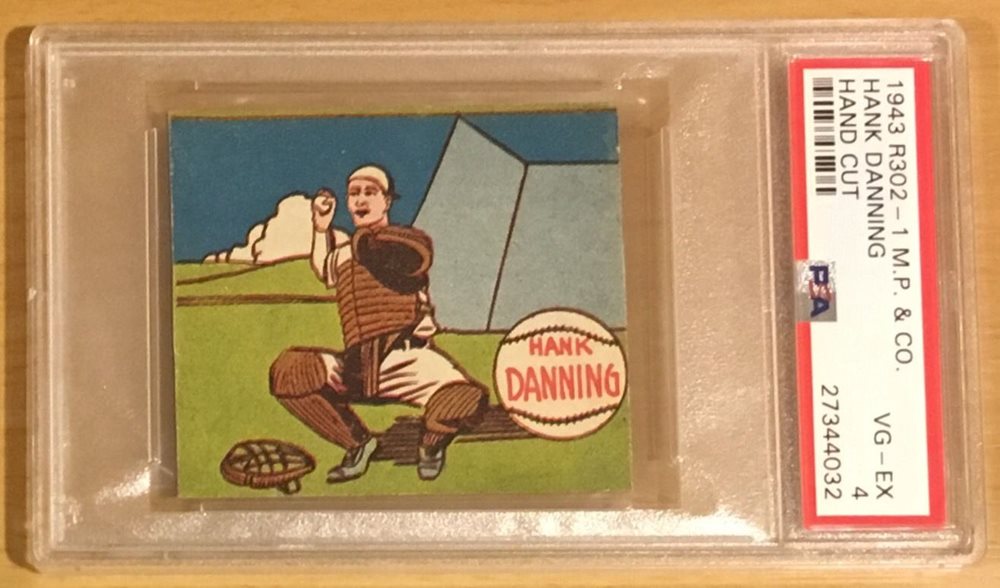 HANK
DANNING
1943 R302-1 M.P. & CO.
HANK DANNING
HAND CUT
VG-EX
4
PSA
27344032